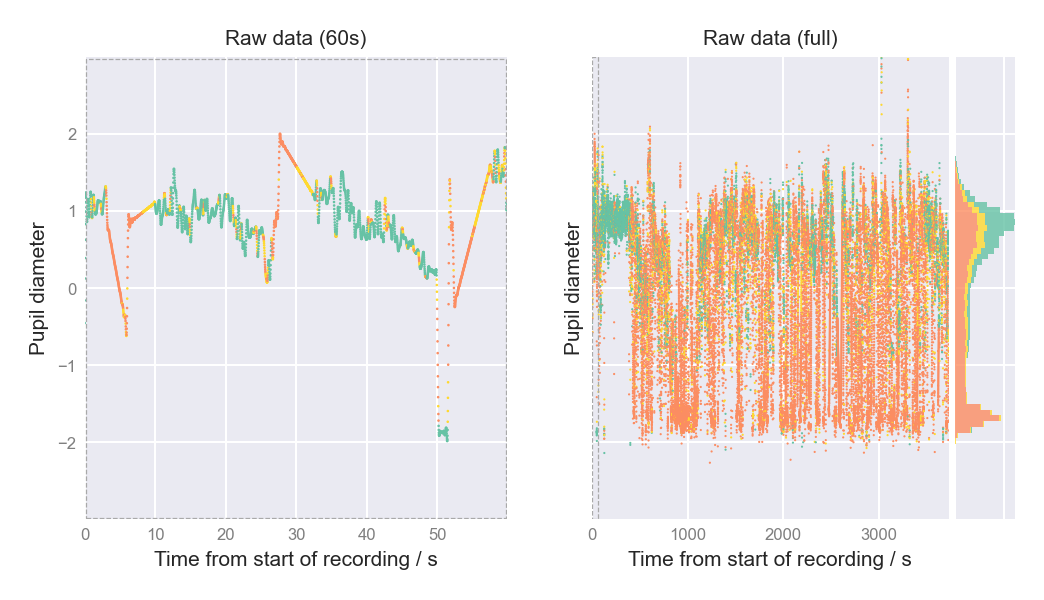 Raw data (60s)
Raw data (full)
Pupil diameter
2
1
0
−1
−2
0 10 20 30 40 50
Time from start of recording / s
Pupil diameter
0 1000 2000 3000
Time from start of recording / s